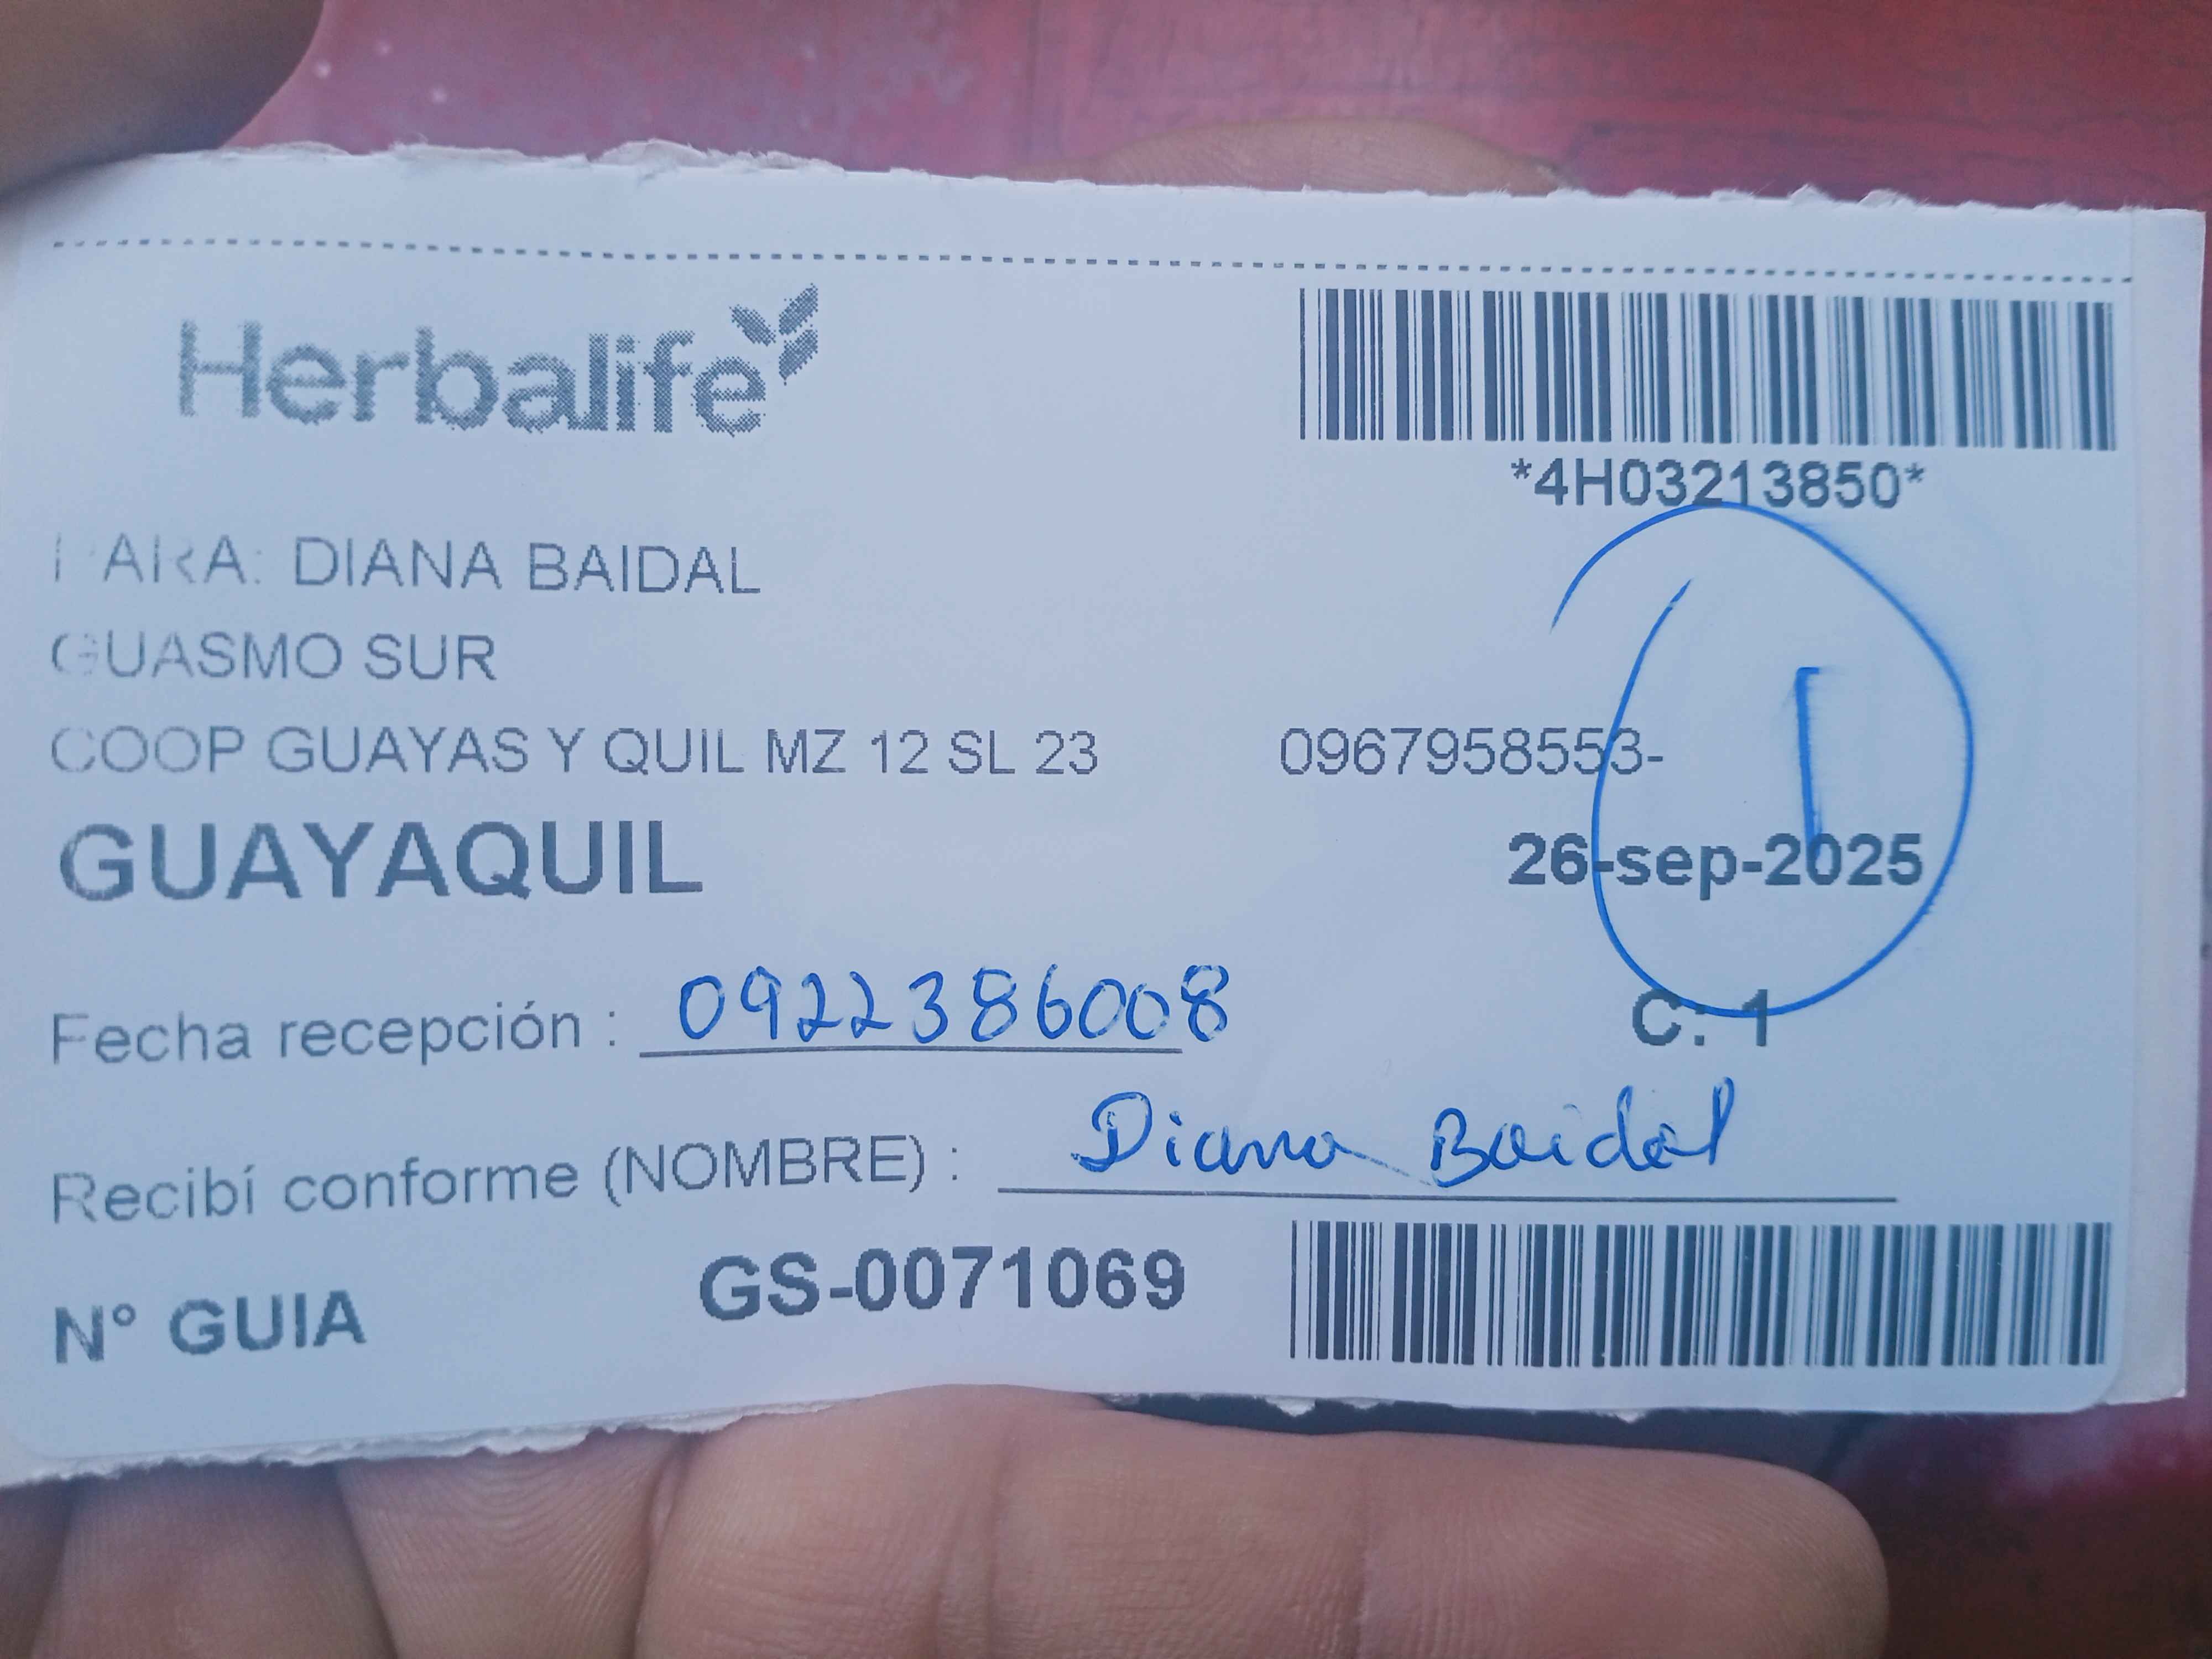 Herbalife
*4H03213850*
PARA: DIANA BAIDAL
GUASMO SUR
COOP GUAYAS Y QUIL MZ 12 SL 23 0967958553-
GUAYAQUIL 26-sep-2025
1
Fecha recepción : 0922386008 C: 1
Recibí conforme (NOMBRE) : Diana Baidal
N° GUIA GS-0071069